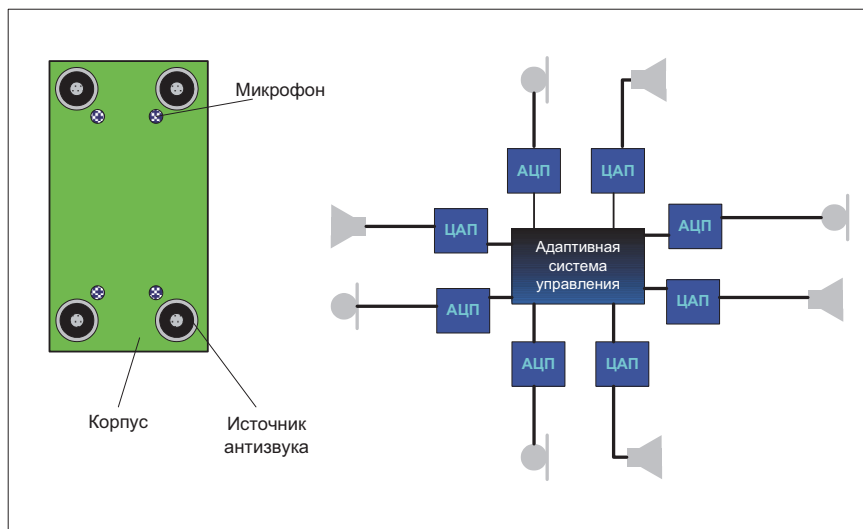 Микрофон
Корпус
Источник
антизвука
АЦП
ЦАП
ЦАП
АЦП
Адаптивная
система
управления
АЦП
ЦАП
АЦП
ЦАП